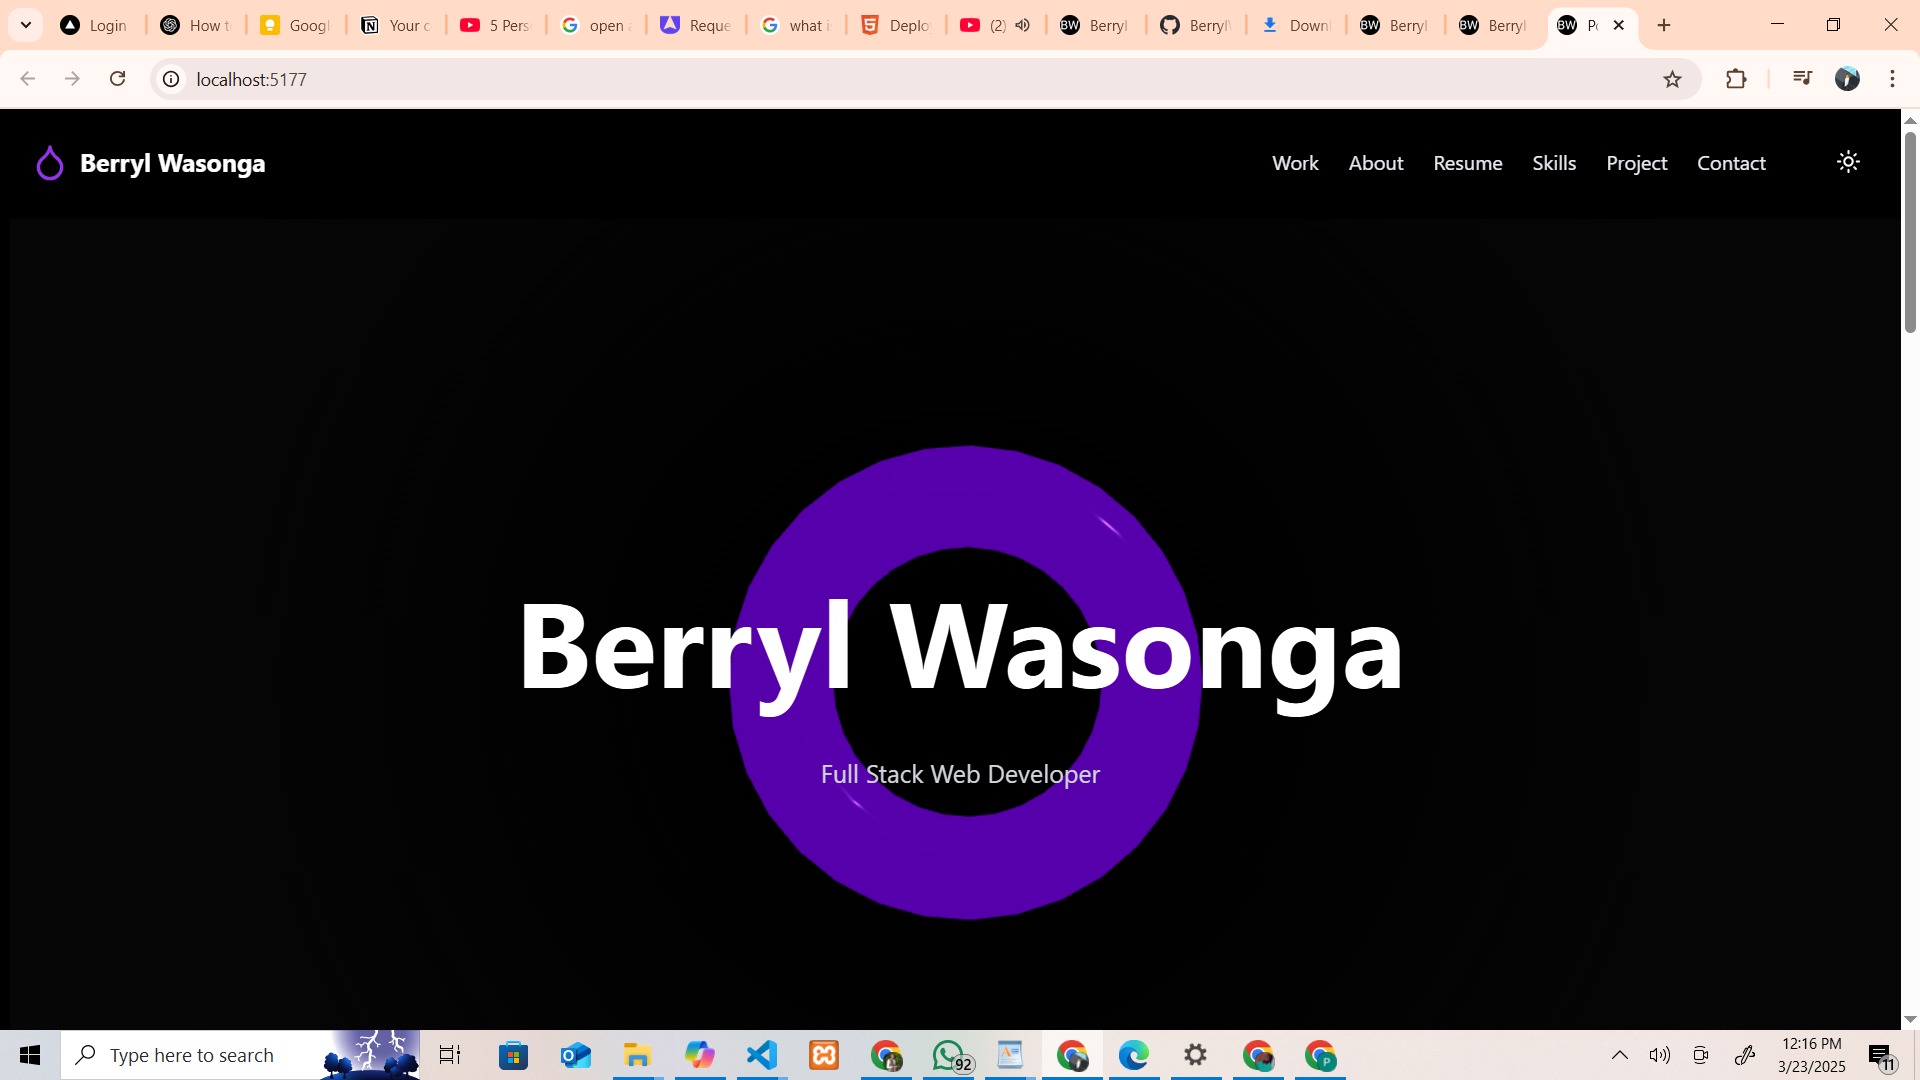 Login
How t
Googl
Your c
5 Pers
open a
Reque
what i
Deplo
(2)
Berryl
Berryl
Downl
Berryl
Berryl
Po
localhost:5177
Berryl Wasonga
Work About Resume Skills Project Contact
Berryl Wasonga
Full Stack Web Developer
Type here to search
92
P
12:16 PM
3/23/2025
11